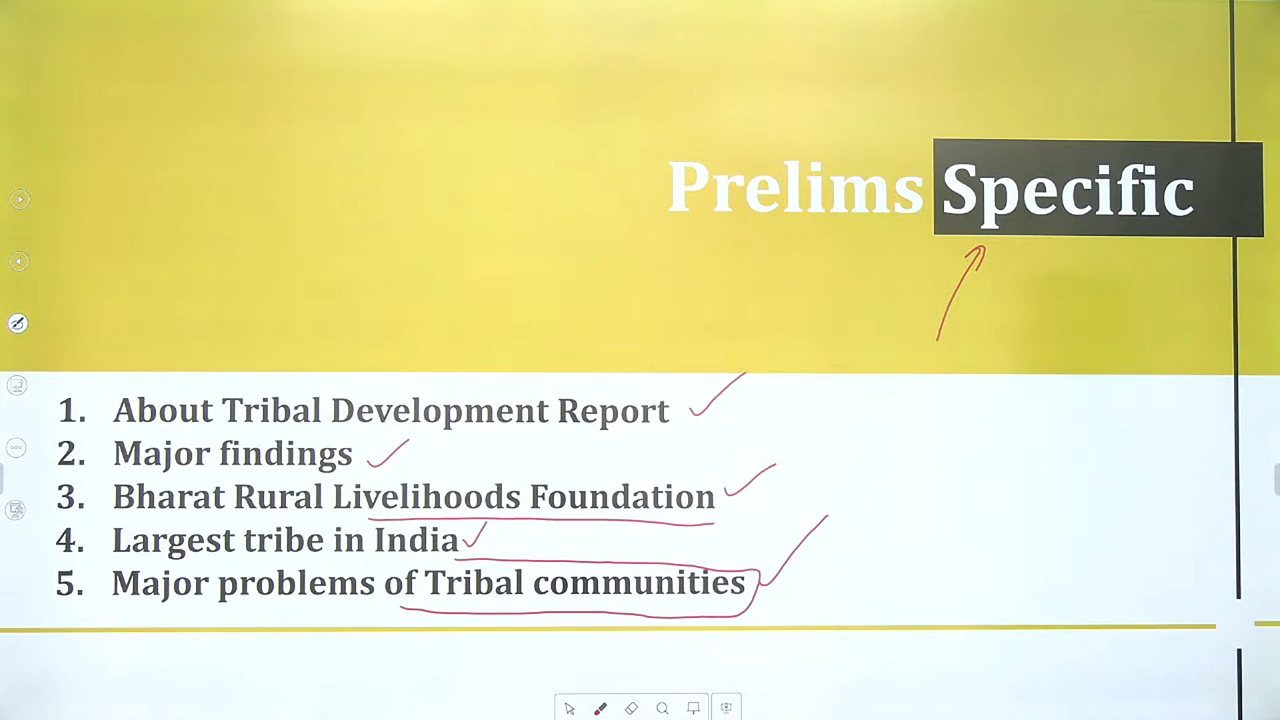 Prelims Specific
1. About Tribal Development Report
2. Major findings
3. Bharat Rural Livelihoods Foundation
4. Largest tribe in India
5. Major problems of Tribal communities